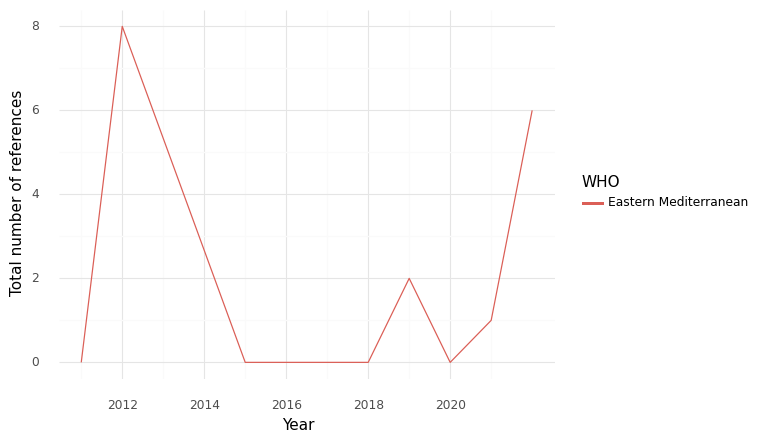 8
6
4
2
0
Total number of references
2012 2014 2016 2018 2020
Year
WHO
Eastern Mediterranean